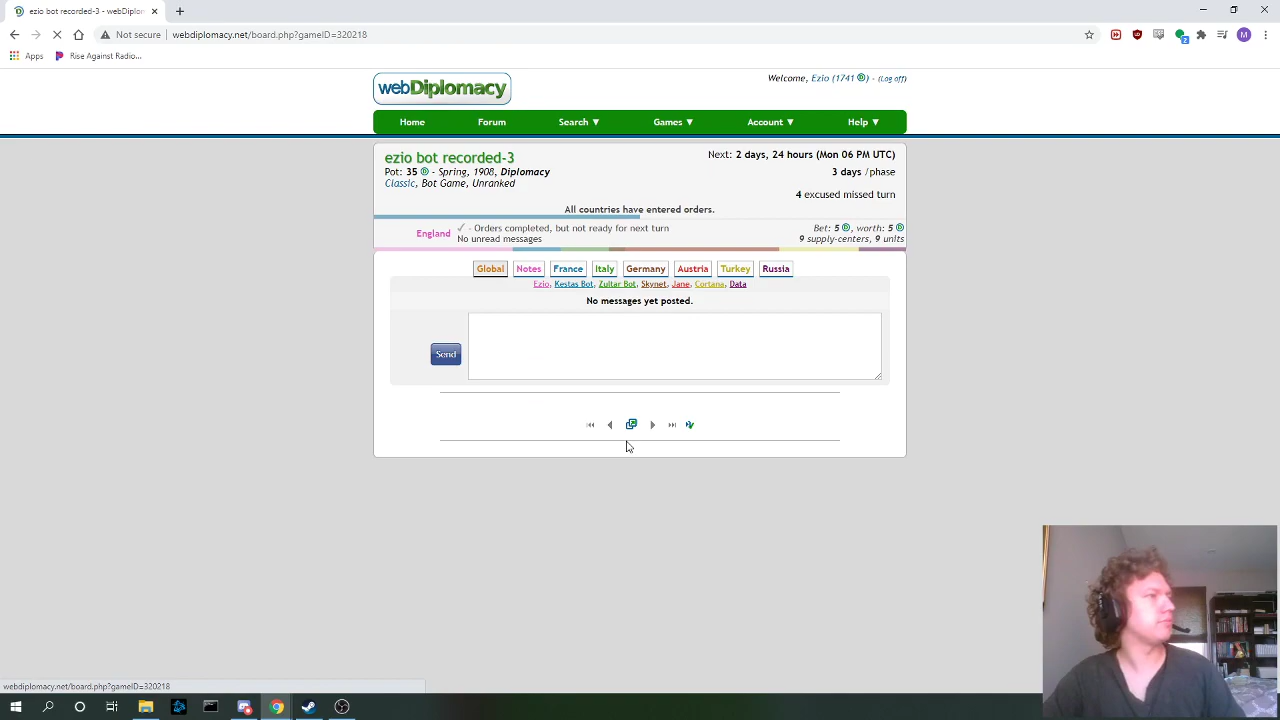 ezio bot recorded-3 - webDiplom
Not secure webdiplomacy.net/board.php?gameID=320218
Apps Rise Against Radio...
webDiplomacy
Welcome, Ezio (1741 ) - (Log off)
Home Forum Search ▼ Games ▼ Account ▼ Help ▼
ezio bot recorded-3
Next: 2 days, 24 hours (Mon 06 PM UTC)
Pot: 35 - Spring, 1908, Diplomacy
3 days /phase
Classic, Bot Game, Unranked
4 excused missed turn
All countries have entered orders.
England
- Orders completed, but not ready for next turn
No unread messages
Bet: 5 , worth: 5
9 supply-centers, 9 units
Global Notes France Italy Germany Austria Turkey Russia
Ezio, Kestas Bot, Zultar Bot, Skynet, Jane, Cortana, Data
No messages yet posted.
Send
webdiplomacy.net/board.php?gameID=320218